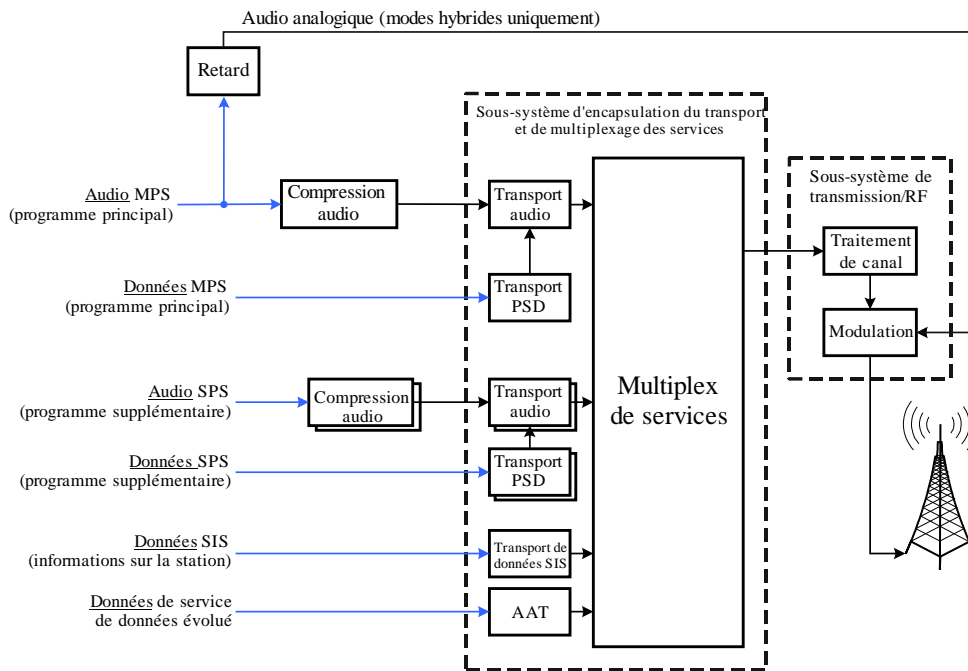 Audio analogique (modes hybrides uniquement)
Retard
Sous-système d'encapsulation du transport
et de multiplexage des services
Sous-système de
transmission/RF
Audio MPS
(programme principal)
Compression
audio
Transport
audio
Traitement
de canal
Données MPS
(programme principal)
Transport
PSD
Modulation
Multiplex
de services
Audio SPS
(programme supplémentaire)
Compression
audio
Transport
audio
Données SPS
(programme supplémentaire)
Transport
PSD
Données SIS
(informations sur la station)
Transport de
données SIS
Données de service
de données évolué
AAT